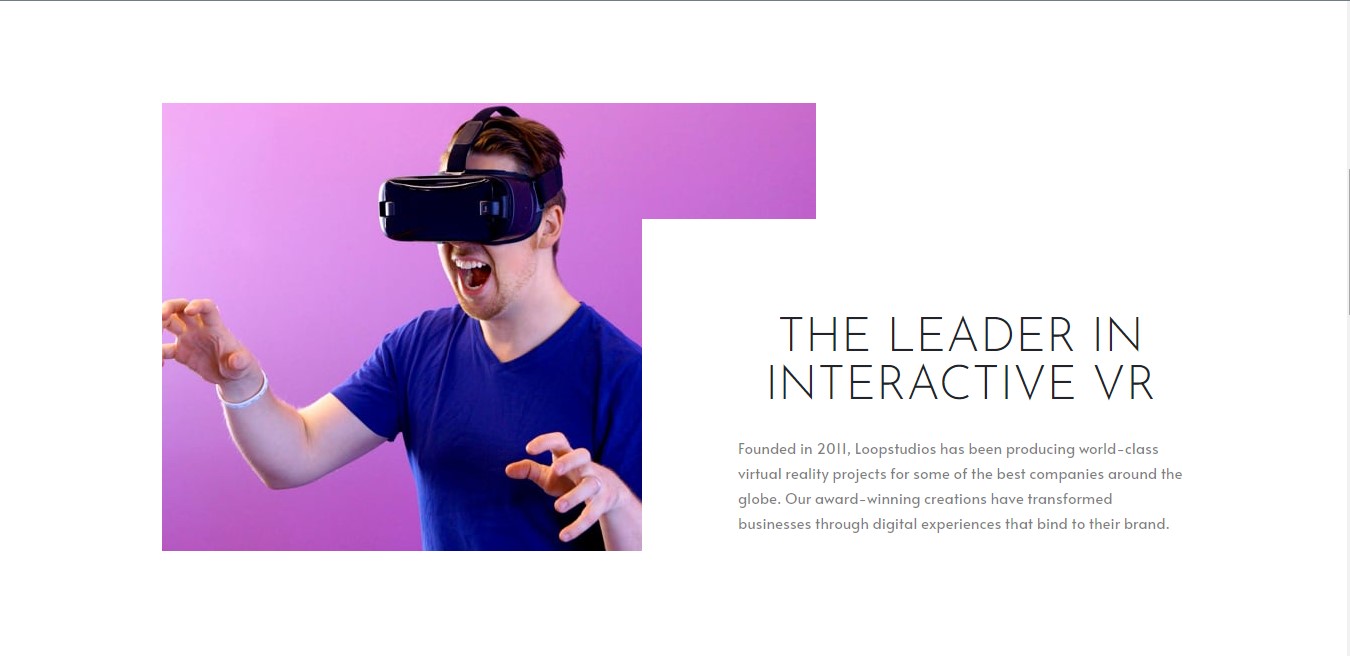 THE LEADER IN
INTERACTIVE VR
Founded in 2011, Loopstudios has been producing world-class
virtual reality projects for some of the best companies around the
globe. Our award-winning creations have transformed
businesses through digital experiences that bind to their brand.